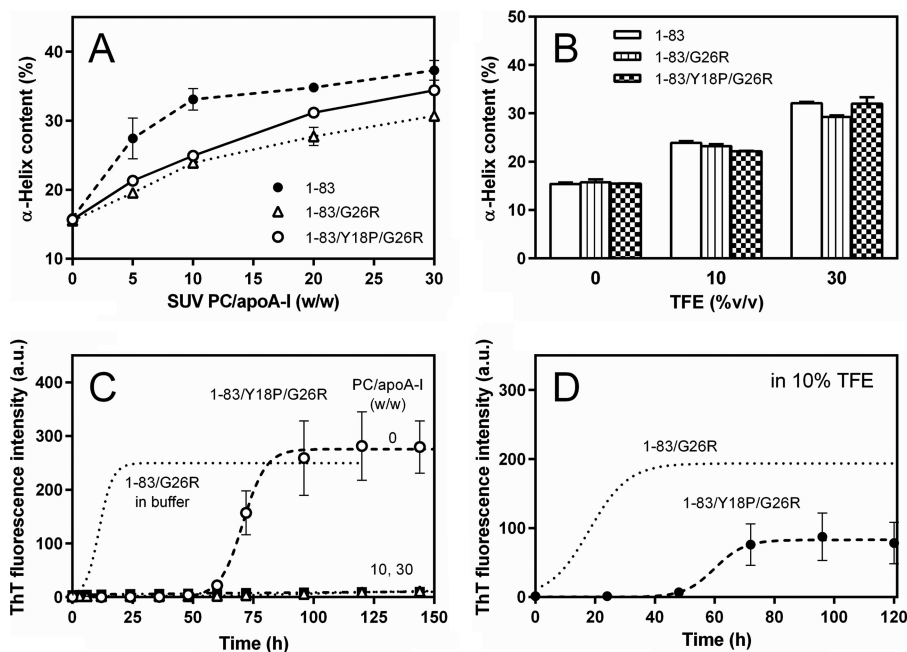 A
α-Helix content (%)
50
40
30
20
10
0
5
10
15
20
25
30
SUV PC/apoA-I (w/w)
1-83
1-83/G26R
1-83/Y18P/G26R
B
α-Helix content (%)
50
40
30
20
10
0
0
10
30
TFE (%v/v)
1-83
1-83/G26R
1-83/Y18P/G26R
C
ThT fluorescence intensity (a.u.)
400
300
200
100
0
0
25
50
75
100
125
150
Time (h)
1-83/Y18P/G26R
PC/apoA-I
(w/w)
0
1-83/G26R
in buffer
10, 30
D
in 10% TFE
ThT fluorescence intensity (a.u.)
300
200
100
0
0
20
40
60
80
100
120
Time (h)
1-83/G26R
1-83/Y18P/G26R